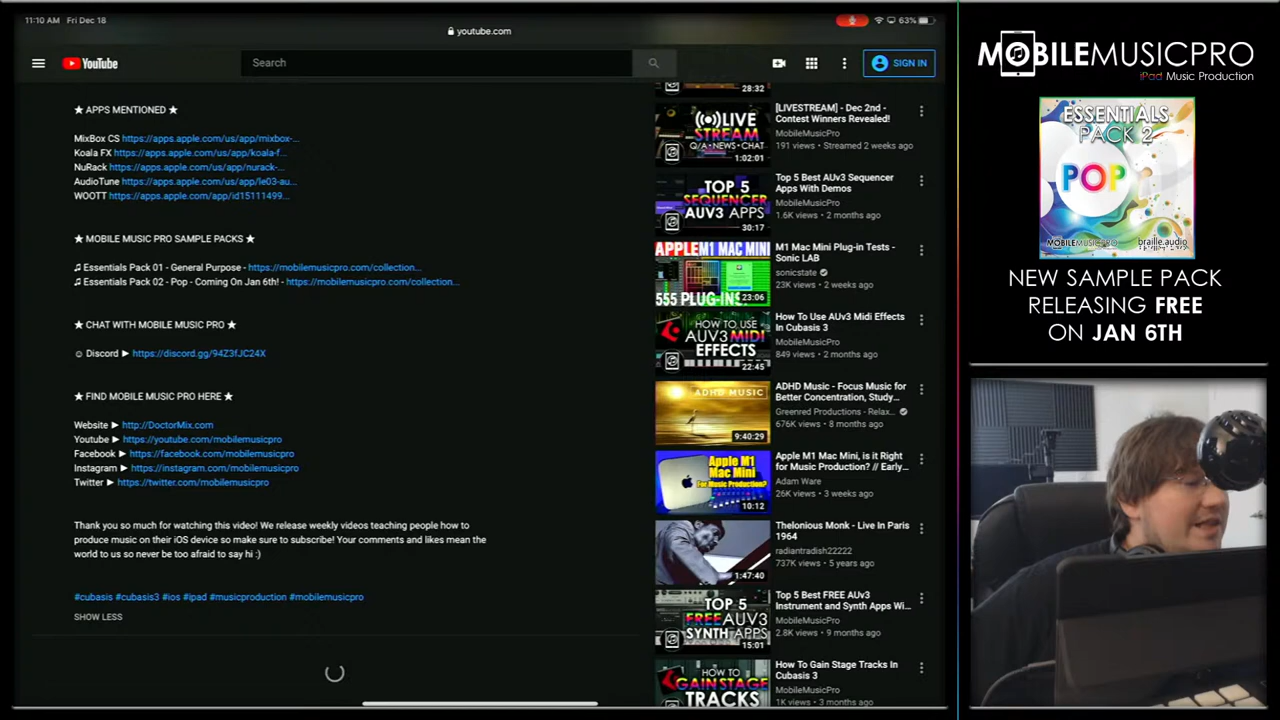 11:10 AM Fri Dec 18
63%
youtube.com
YouTube
Search
SIGN IN
★ APPS MENTIONED ★
MixBox CS https://apps.apple.com/us/app/mixbox-...
Koala FX https://apps.apple.com/us/app/koala-f...
NuRack https://apps.apple.com/us/app/nurack-...
AudioTune https://apps.apple.com/us/app/le03-au...
WOOTT https://apps.apple.com/app/id15111499...
★ MOBILE MUSIC PRO SAMPLE PACKS ★
♫ Essentials Pack 01 - General Purpose - https://mobilemusicpro.com/collection...
♫ Essentials Pack 02 - Pop - Coming On Jan 6th! - https://mobilemusicpro.com/collection...
★ CHAT WITH MOBILE MUSIC PRO ★
☺ Discord ► https://discord.gg/94Z3fJC24X
★ FIND MOBILE MUSIC PRO HERE ★
Website ► http://DoctorMix.com
Youtube ► https://youtube.com/mobilemusicpro
Facebook ► https://facebook.com/mobilemusicpro
Instagram ► https://instagram.com/mobilemusicpro
Twitter ► https://twitter.com/mobilemusicpro
Thank you so much for watching this video! We release weekly videos teaching people how to
produce music on their iOS device so make sure to subscribe! Your comments and likes mean the
world to us so never be too afraid to say hi :)
#cubasis #cubasis3 #ios #ipad #musicproduction #mobilemusicpro
SHOW LESS
28:32
LIVE
STREAM
Q/A • NEWS • CHAT
1:02:01
[LIVESTREAM] - Dec 2nd -
Contest Winners Revealed!
MobileMusicPro
191 views • Streamed 2 weeks ago
TOP 5
SEQUENCER
AUV3 APPS
30:17
Top 5 Best AUv3 Sequencer
Apps With Demos
MobileMusicPro
1.6K views • 2 months ago
APPLE M1 MAC MINI
555 PLUG-INS
23:06
M1 Mac Mini Plug-in Tests -
Sonic LAB
sonicstate
23K views • 2 weeks ago
HOW TO USE
AUV3 MIDI
EFFECTS
22:45
How To Use AUv3 Midi Effects
In Cubasis 3
MobileMusicPro
849 views • 2 months ago
ADHD MUSIC
9:40:29
ADHD Music - Focus Music for
Better Concentration, Study...
Greenred Productions - Relax...
676K views • 8 months ago
Apple M1
Mac Mini
For Music Production?
10:12
Apple M1 Mac Mini, is it Right
for Music Production? // Early...
Adam Ware
26K views • 3 weeks ago
1:47:40
Thelonious Monk - Live In Paris
1964
radiantradish22222
737K views • 5 years ago
TOP 5
FREE AUV3
SYNTH APPS
15:01
Top 5 Best FREE AUv3
Instrument and Synth Apps Wi...
MobileMusicPro
2.8K views • 9 months ago
HOW TO
GAIN STAGE
TRACKS
How To Gain Stage Tracks In
Cubasis 3
MobileMusicPro
1K views • 3 months ago
MOBILEMUSICPRO
iPad Music Production
ESSENTIALS
PACK 2
POP
MOBILEMUSICPRO
braille.audio
NEW SAMPLE PACK
RELEASING FREE
ON JAN 6TH